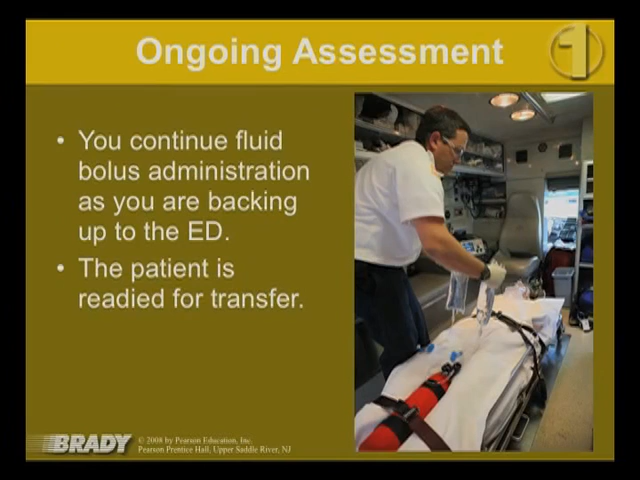 Ongoing Assessment
1
• You continue fluid
bolus administration
as you are backing
up to the ED.
• The patient is
readied for transfer.
BRADY
© 2008 by Pearson Education, Inc.
Pearson Prentice Hall, Upper Saddle River, NJ